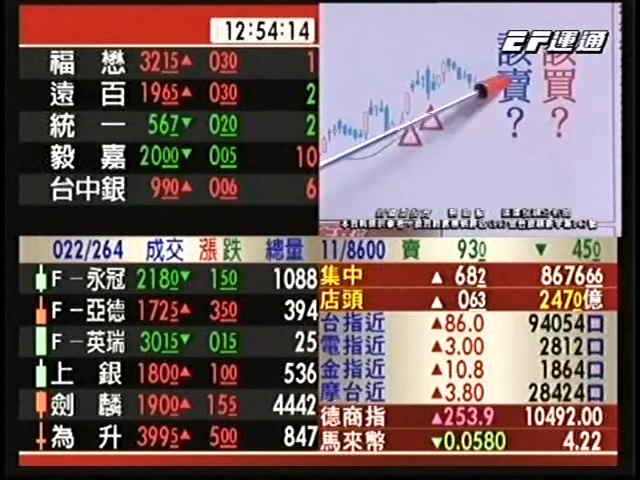 12:54:14
福懋 3215▲ 030 1
遠百 1965▲ 030 2
統一 567▼ 020 2
毅嘉 2000▼ 005 10
台中銀 990▲ 006 6
運通
該賣? 該買?
022/264 成交 漲跌 總量
F－永冠 2180▼ 150 1088
F－亞德 1725▲ 350 394
F－英瑞 3015▼ 015 25
上銀 1800▲ 100 536
劍麟 1900▲ 155 4442
為升 3995▲ 500 847
11/8600 賣 930 ▼ 450
集中 ▲ 682 867666
店頭 ▲ 063 2470億
台指近 ▲86.0 94054口
電指近 ▲3.00 2812口
金指近 ▲10.8 1864口
摩台近 ▲3.80 28424口
德商指 ▲253.9 10492.00
馬來幣 ▼0.0580 4.22